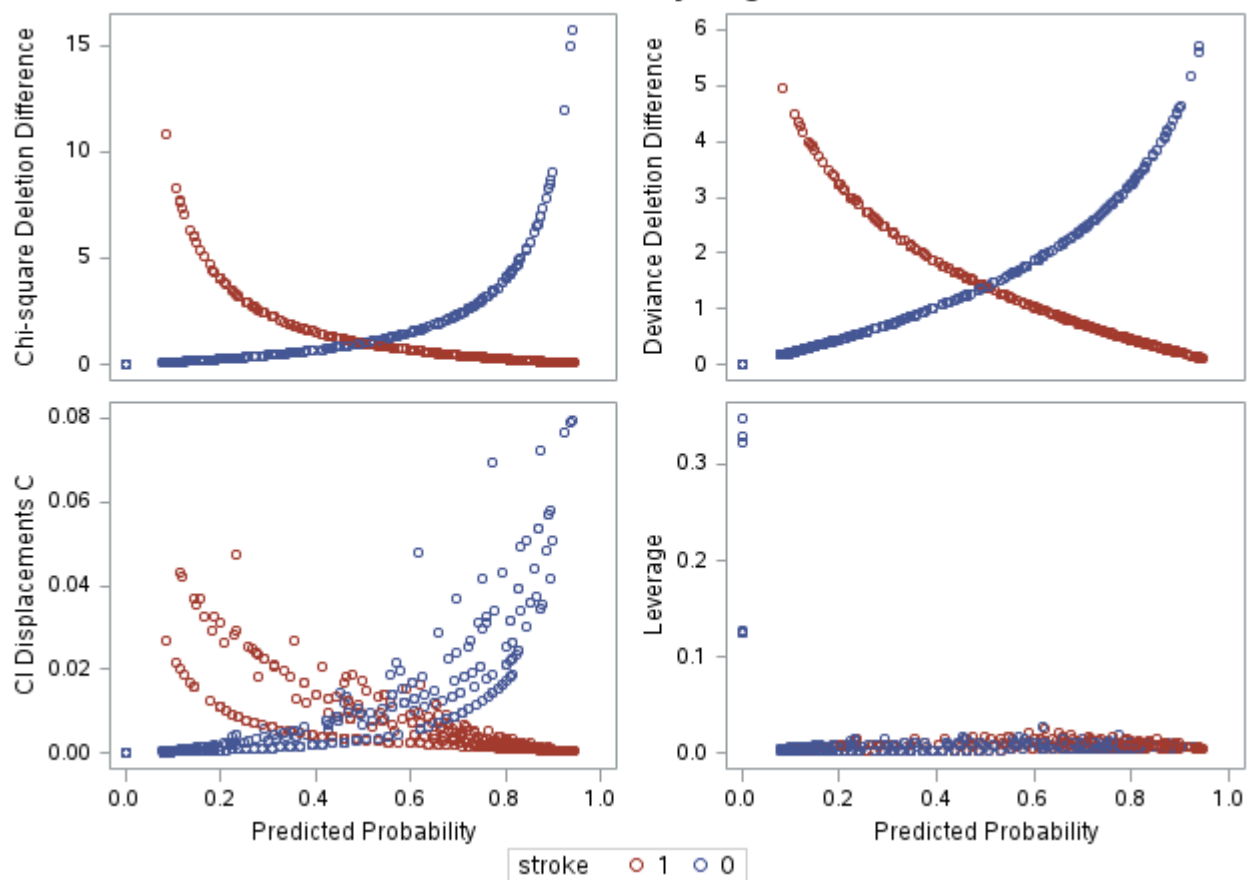 Chi-square Deletion Difference
15
10
5
0
Deviance Deletion Difference
6
5
4
3
2
1
0
CI Displacements C
0.08
0.06
0.04
0.02
0.00
0.0 0.2 0.4 0.6 0.8 1.0
Predicted Probability
Leverage
0.3
0.2
0.1
0.0
0.0 0.2 0.4 0.6 0.8 1.0
Predicted Probability
stroke 1 0